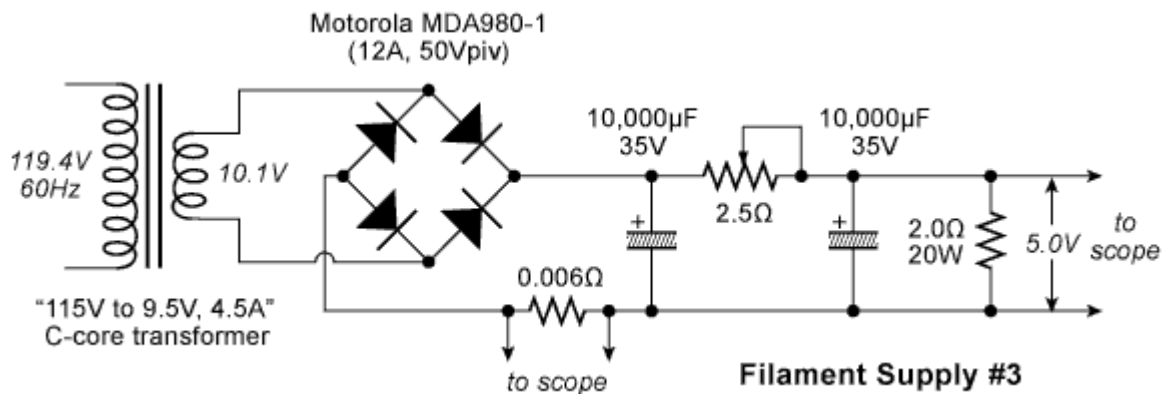 Motorola MDA980-1
(12A, 50Vpiv)
119.4V
60Hz
10.1V
10,000µF
35V
10,000µF
35V
+
2.5Ω
+
2.0Ω
20W
5.0V
to
scope
0.006Ω
"115V to 9.5V, 4.5A"
C-core transformer
to scope
Filament Supply #3